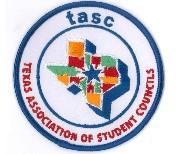 tasc
TEXAS ASSOCIATION OF STUDENT COUNCILS